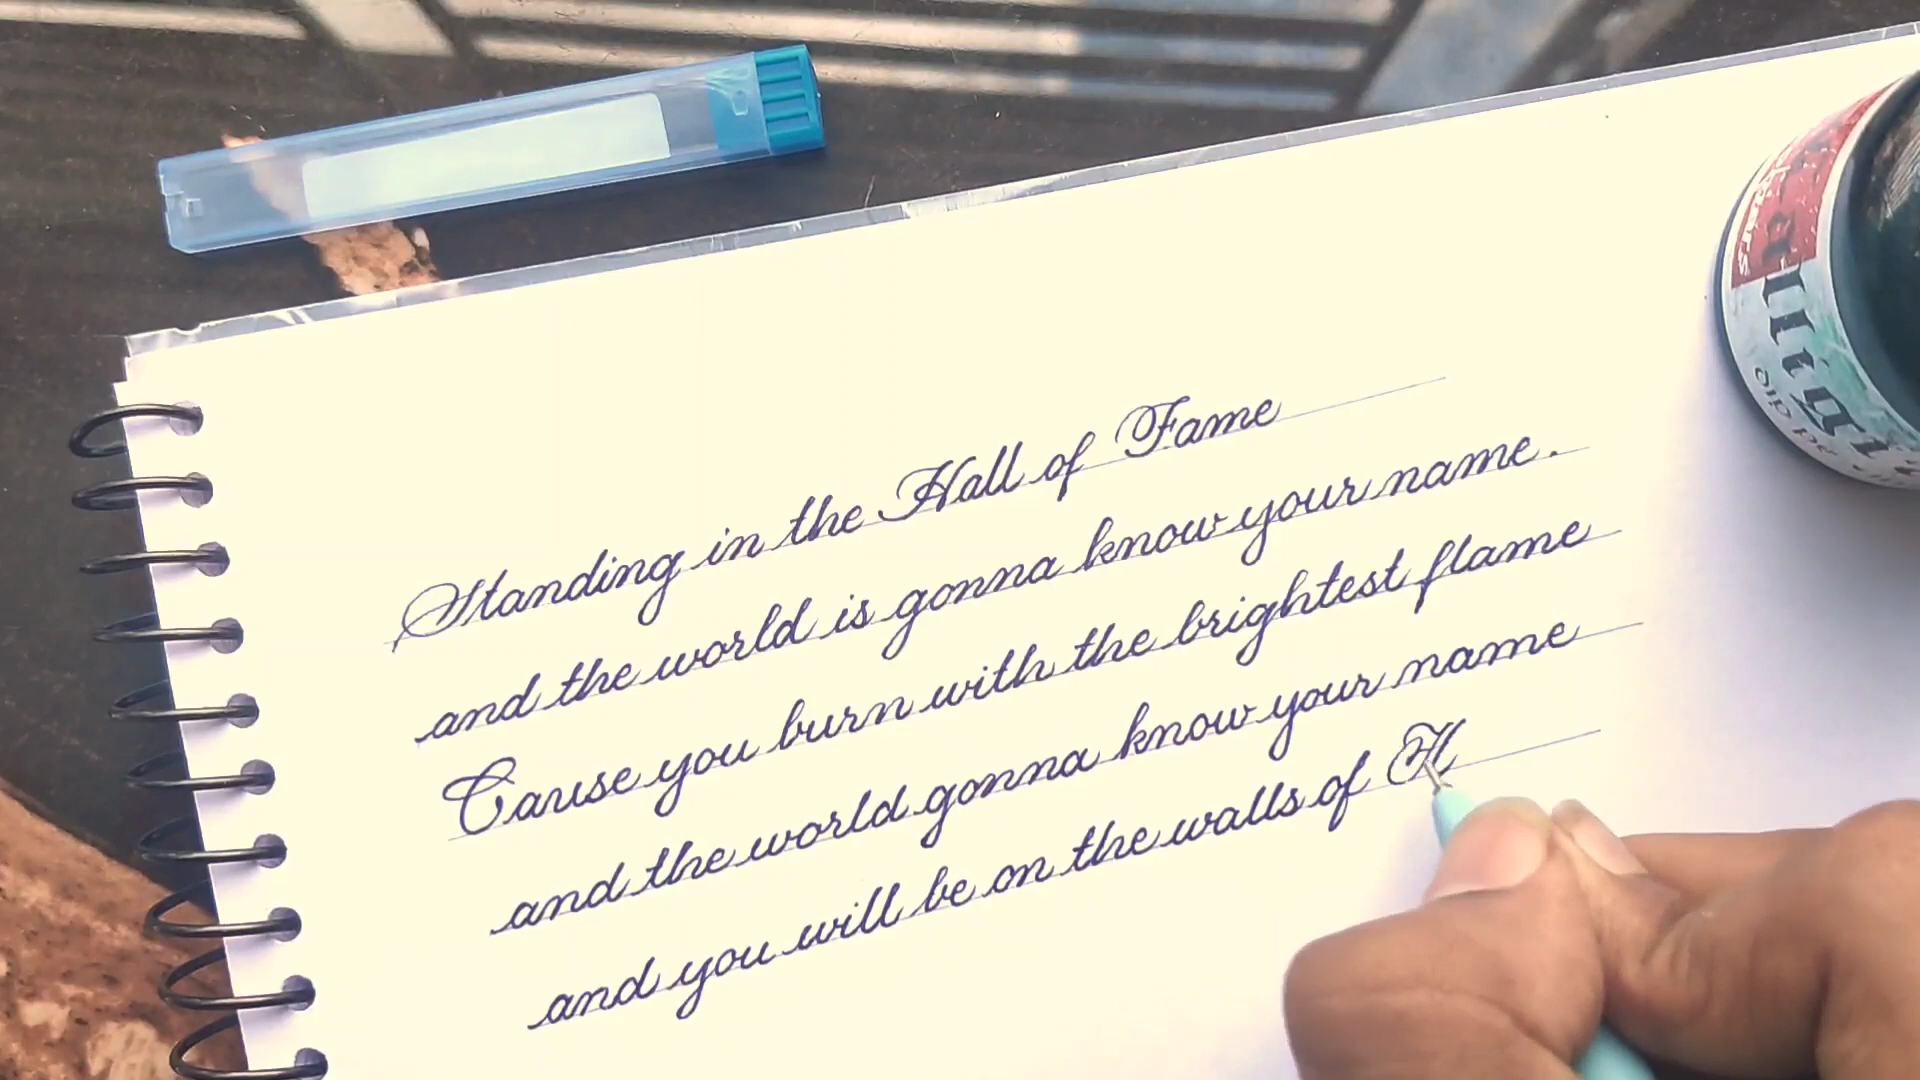 Standing in the Hall of Fame
and the world is gonna know your name.
Cause you burn with the brightest flame
and the world gonna know your name
and you will be on the walls of H